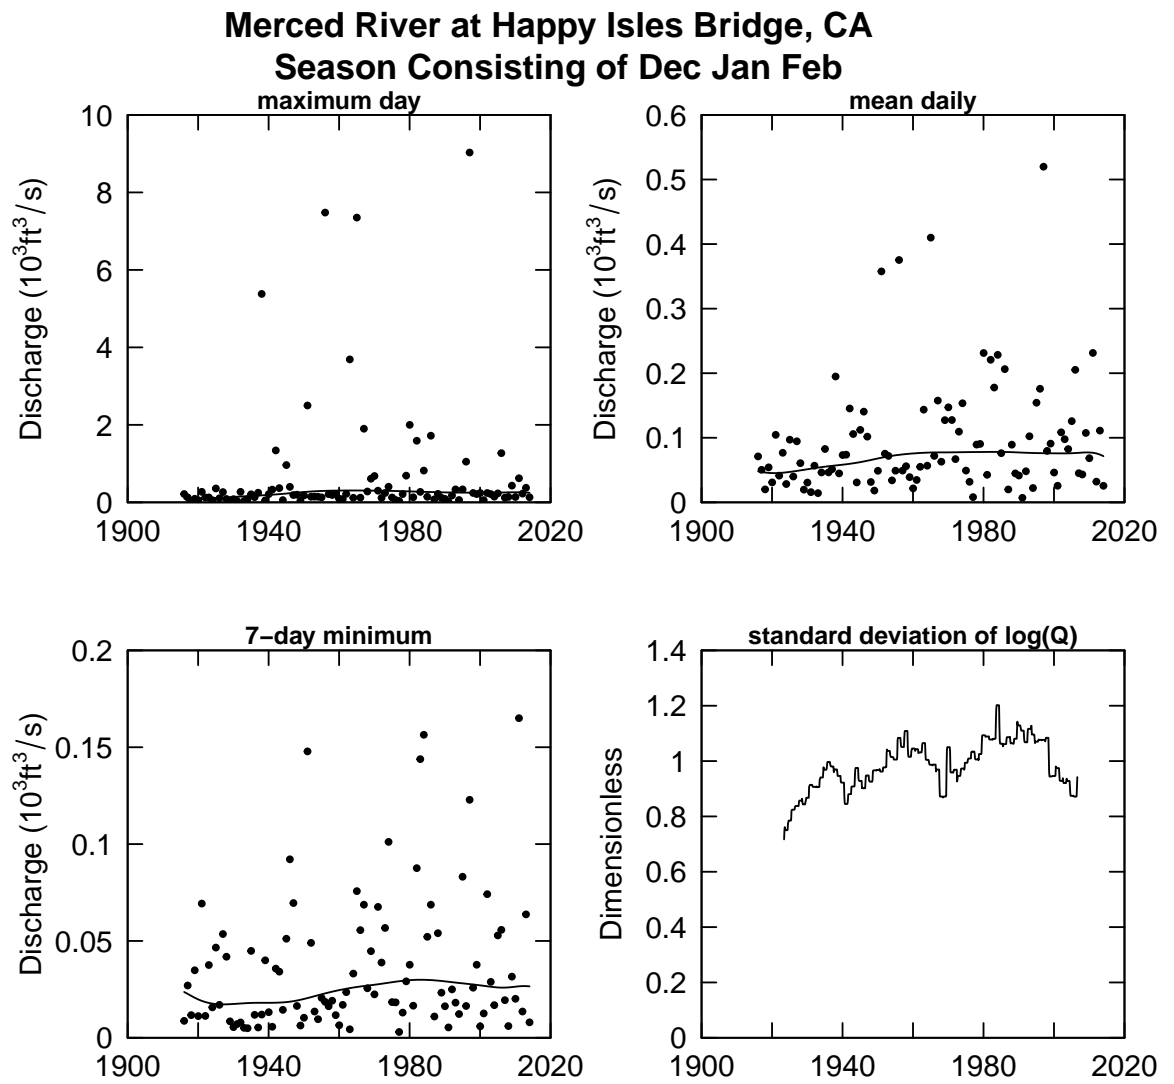 Merced River at Happy Isles Bridge, CA
Season Consisting of Dec Jan Feb
maximum day
Discharge (10³ft³/s)
10
8
6
4
2
0
1900 1940 1980 2020
mean daily
Discharge (10³ft³/s)
0.6
0.5
0.4
0.3
0.2
0.1
0
1900 1940 1980 2020
7−day minimum
Discharge (10³ft³/s)
0.2
0.15
0.1
0.05
0
1900 1940 1980 2020
standard deviation of log(Q)
Dimensionless
1.4
1.2
1
0.8
0.6
0.4
0.2
0
1900 1940 1980 2020